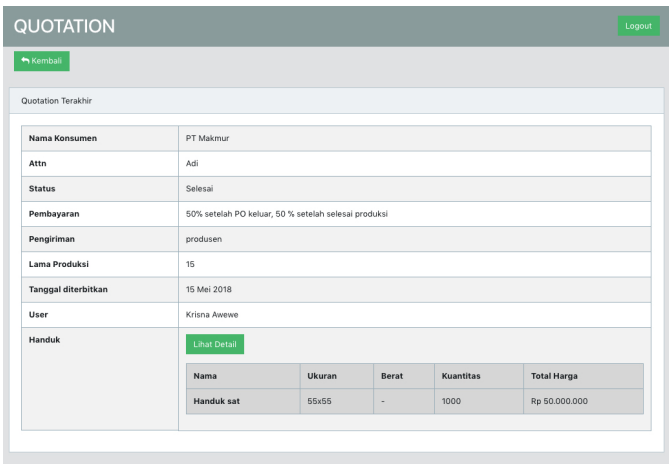 QUOTATION
Logout
Kembali
Quotation Terakhir
Nama Konsumen PT Makmur
Attn Adi
Status Selesai
Pembayaran 50% setelah PO keluar, 50 % setelah selesai produksi
Pengiriman produsen
Lama Produksi 15
Tanggal diterbitkan 15 Mei 2018
User Krisna Awewe
Handuk Lihat Detail
Nama Ukuran Berat Kuantitas Total Harga
Handuk sat 55x55 - 1000 Rp 50.000.000